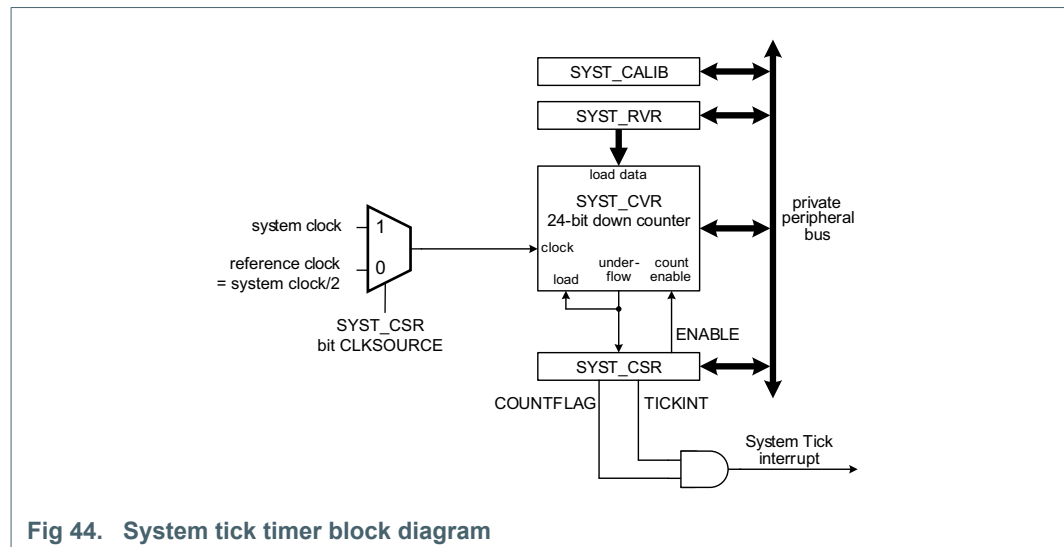 SYST_CALIB
SYST_RVR
load data
SYST_CVR
24-bit down counter
private
peripheral
bus
system clock
1
clock
reference clock
= system clock/2
0
under-
flow
count
enable
load
SYST_CSR
bit CLKSOURCE
ENABLE
SYST_CSR
COUNTFLAG
TICKINT
System Tick
interrupt
Fig 44. System tick timer block diagram